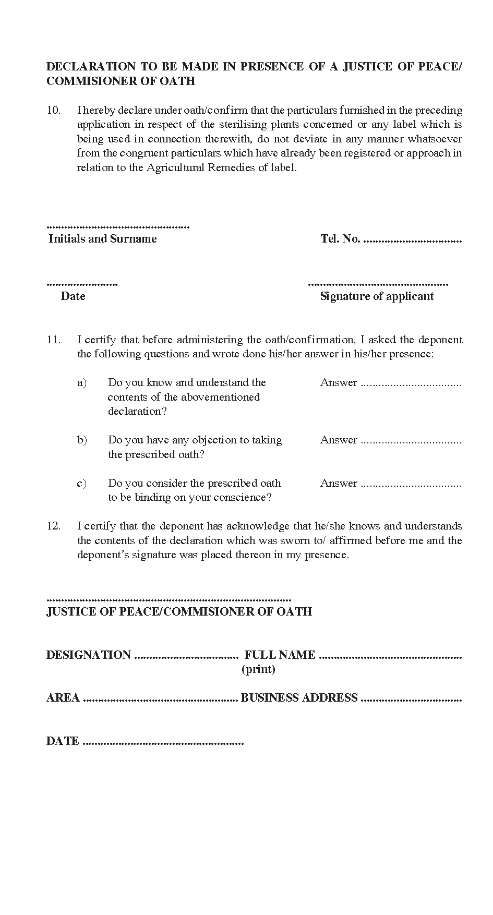 DECLARATION TO BE MADE IN PRESENCE OF A JUSTICE OF PEACE/
COMMISIONER OF OATH
10. I hereby declare under oath/confirm that the particulars furnished in the preceding
application in respect of the sterilising plants concerned or any label which is
being used in connection therewith, do not deviate in any manner whatsoever
from the congruent particulars which have already been registered or approach in
relation to the Agricultural Remedies of label.
................................................
Initials and Surname Tel. No. .................................
........................ ...............................................
Date Signature of applicant
11. I certify that before administering the oath/confirmation, I asked the deponent
the following questions and wrote done his/her answer in his/her presence:
a) Do you know and understand the Answer ..................................
contents of the abovementioned
declaration?
b) Do you have any objection to taking Answer ..................................
the prescribed oath?
c) Do you consider the prescribed oath Answer ..................................
to be binding on your conscience?
12. I certify that the deponent has acknowledge that he/she knows and understands
the contents of the declaration which was sworn to/ affirmed before me and the
deponent's signature was placed thereon in my presence.
..................................................................................
JUSTICE OF PEACE/COMMISIONER OF OATH
DESIGNATION ................................... FULL NAME ................................................
(print)
AREA .................................................... BUSINESS ADDRESS ..................................
DATE ......................................................